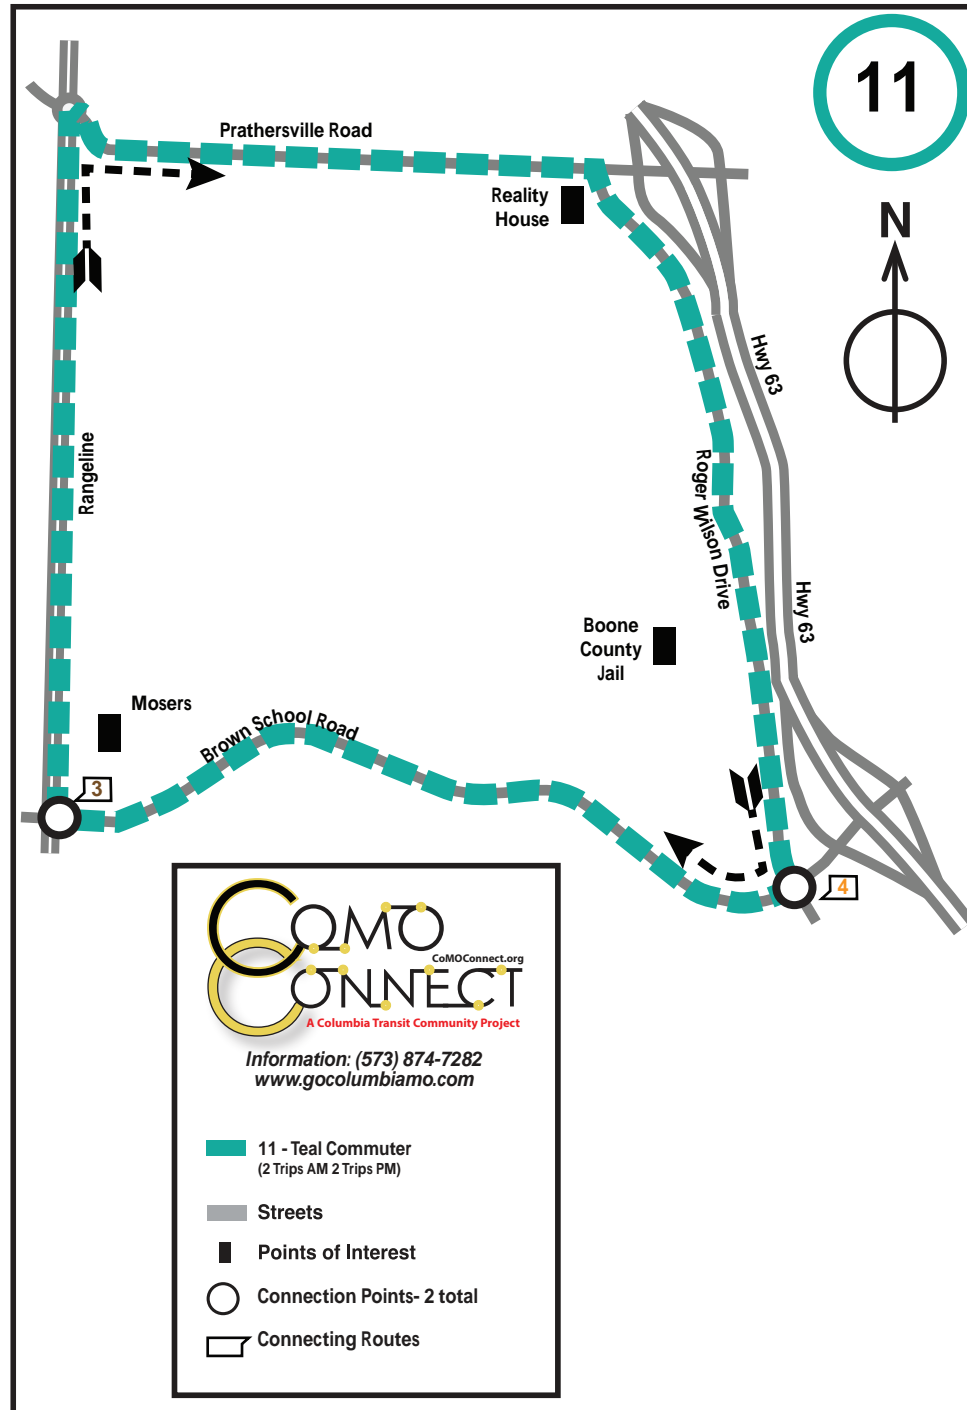 11
Prathersville Road
Reality
House
N
Hwy 63
Rangeline
Roger Wilson Drive
Hwy 63
Boone
County
Jail
Mosers
Brown School Road
3
4
COMO
CoMOConnect.org
CONNECT
A Columbia Transit Community Project
Information: (573) 874-7282
www.gocolumbiamo.com
11 - Teal Commuter
(2 Trips AM 2 Trips PM)
Streets
Points of Interest
Connection Points- 2 total
Connecting Routes